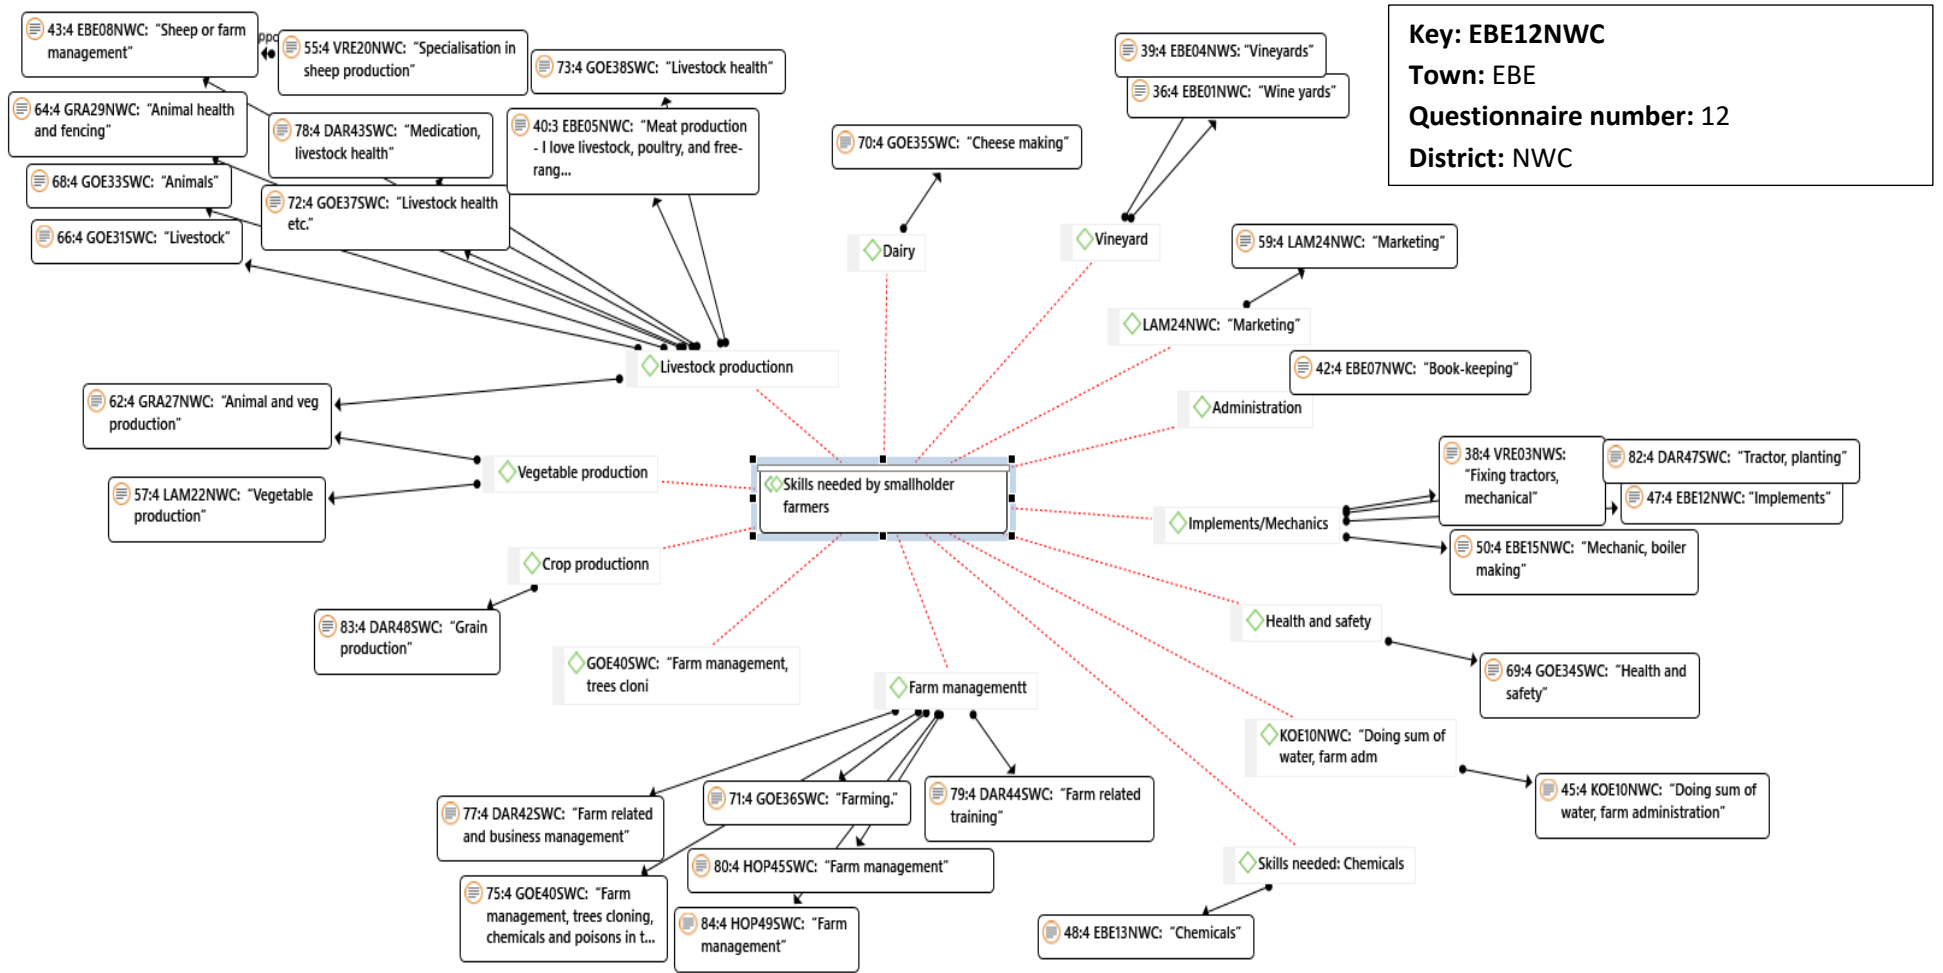 43:4 EBE08NWC: “Sheep or farm
management”
55:4 VRE20NWC: “Specialisation in
sheep production”
73:4 GOE38SWC: “Livestock health”
64:4 GRA29NWC: “Animal health
and fencing”
78:4 DAR43SWC: “Medication,
livestock health”
40:3 EBE05NWC: “Meat production
- I love livestock, poultry, and free-
rang...
68:4 GOE33SWC: “Animals”
72:4 GOE37SWC: “Livestock health
etc.”
66:4 GOE31SWC: “Livestock”
39:4 EBE04NWS: “Vineyards”
36:4 EBE01NWC: “Wine yards”
70:4 GOE35SWC: “Cheese making”
Key: EBE12NWC
Town: EBE
Questionnaire number: 12
District: NWC
Dairy
Vineyard
59:4 LAM24NWC: “Marketing”
LAM24NWC: “Marketing”
Livestock productionn
42:4 EBE07NWC: “Book-keeping”
Administration
62:4 GRA27NWC: “Animal and veg
production”
Vegetable production
57:4 LAM22NWC: “Vegetable
production”
Skills needed by smallholder
farmers
38:4 VRE03NWS:
“Fixing tractors,
mechanical”
82:4 DAR47SWC: “Tractor, planting”
47:4 EBE12NWC: “Implements”
Implements/Mechanics
50:4 EBE15NWC: “Mechanic, boiler
making”
Crop productionn
83:4 DAR48SWC: “Grain
production”
Health and safety
69:4 GOE34SWC: “Health and
safety”
GOE40SWC: “Farm management,
trees cloni
Farm managementt
KOE10NWC: “Doing sum of
water, farm adm
45:4 KOE10NWC: “Doing sum of
water, farm administration”
77:4 DAR42SWC: “Farm related
and business management”
71:4 GOE36SWC: “Farming.”
79:4 DAR44SWC: “Farm related
training”
80:4 HOP45SWC: “Farm management”
75:4 GOE40SWC: “Farm
management, trees cloning,
chemicals and poisons in t...
84:4 HOP49SWC: “Farm
management”
Skills needed: Chemicals
48:4 EBE13NWC: “Chemicals”